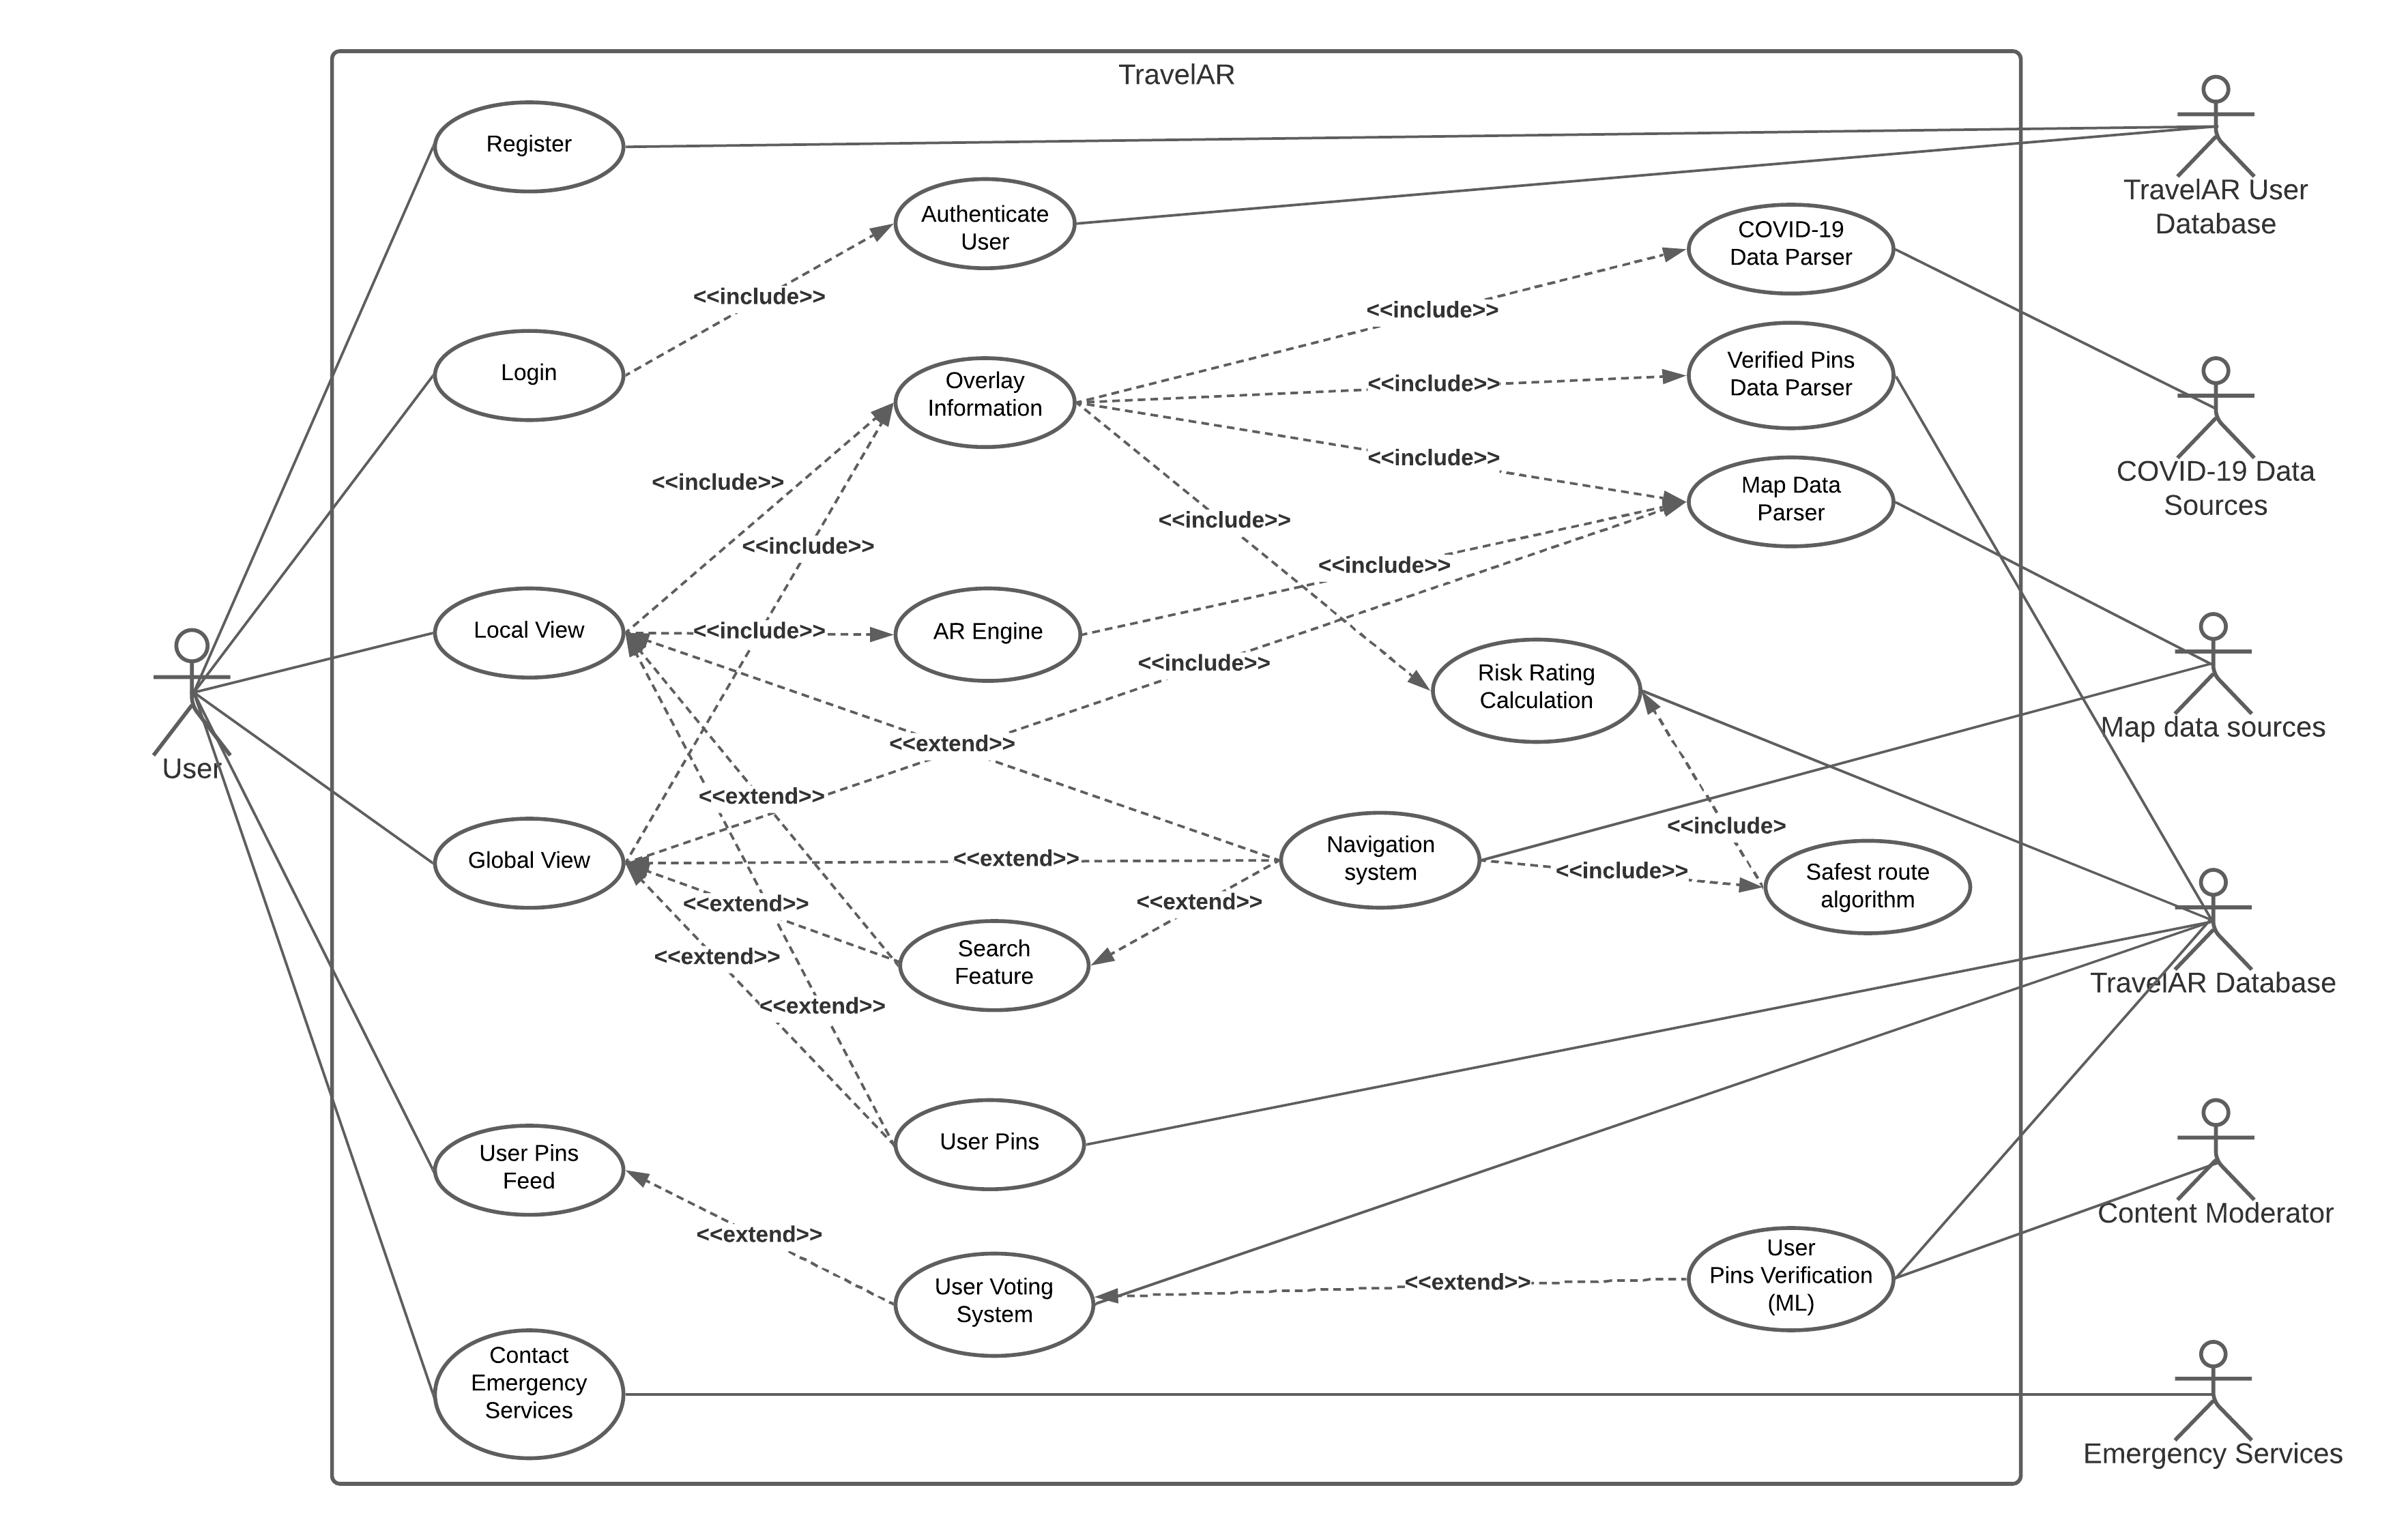 TravelAR
Register
TravelAR User
Database
Authenticate
User
COVID-19
Data Parser
<<include>>
<<include>>
Login
Overlay
Information
Verified Pins
Data Parser
<<include>>
COVID-19 Data
Sources
<<include>>
Map Data
Parser
<<include>>
<<include>>
<<include>>
<<include>>
Local View
<<include>>
AR Engine
<<include>>
Risk Rating
Calculation
Map data sources
User
<<extend>>
<<extend>>
<<include>
Global View
<<extend>>
Navigation
system
<<include>>
Safest route
algorithm
<<extend>>
<<extend>>
<<extend>>
Search
Feature
<<extend>>
TravelAR Database
User Pins
User Pins
Feed
Content Moderator
<<extend>>
User Voting
System
<<extend>>
User
Pins Verification
(ML)
Contact
Emergency
Services
Emergency Services